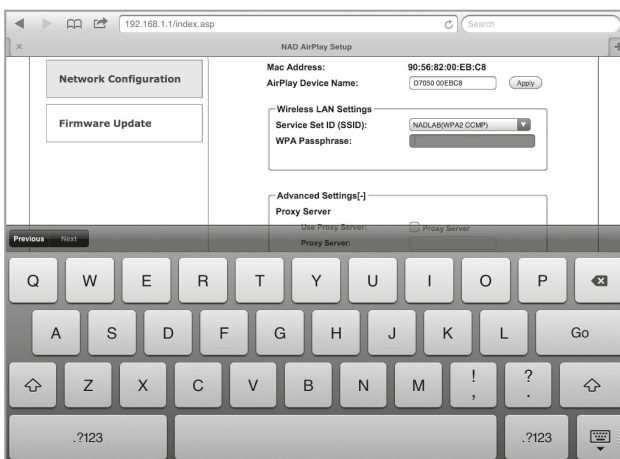 192.168.1.1/index.asp
Search
NAD AirPlay Setup
Network Configuration
Firmware Update
Mac Address: 90:56:82:00:EB:C8
AirPlay Device Name: D7050 00EBC8 Apply
Wireless LAN Settings
Service Set ID (SSID): NADLAB(WPA2 CCMP)
WPA Passphrase:
Advanced Settings[-]
Proxy Server
Use Proxy Server: Proxy Server
Proxy Server:
Previous Next
Q W E R T Y U I O P
A S D F G H J K L Go
Z X C V B N M ! , ? .
.?123 .?123